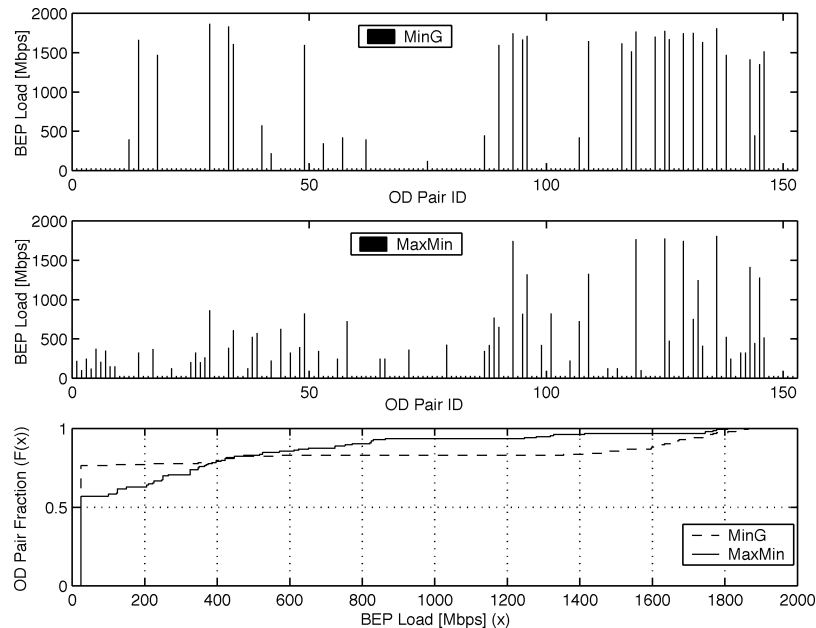 2000
1500
1000
500
0
BEP Load [Mbps]
MinG
0 50 100 150
OD Pair ID
2000
1500
1000
500
0
BEP Load [Mbps]
MaxMin
0 50 100 150
OD Pair ID
1
0.5
0
OD Pair Fraction (F(x))
MinG
MaxMin
0 200 400 600 800 1000 1200 1400 1600 1800 2000
BEP Load [Mbps] (x)